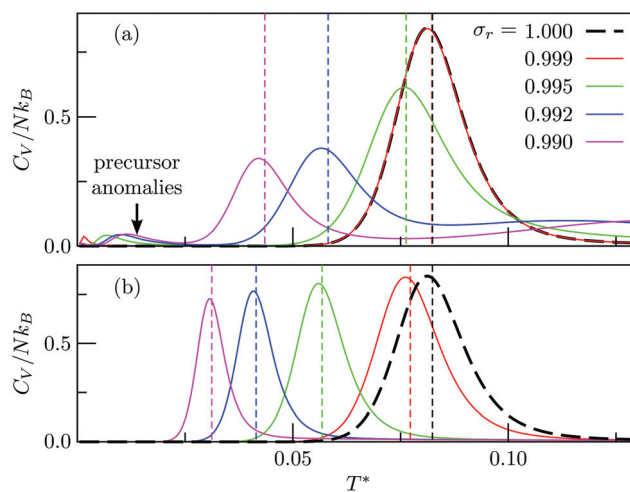 (a)
σ_r = 1.000
0.999
0.995
0.992
0.990
0.5
C_V/Nk_B
precursor
anomalies
0.0
(b)
0.5
C_V/Nk_B
0.0
0.05
0.10
T*